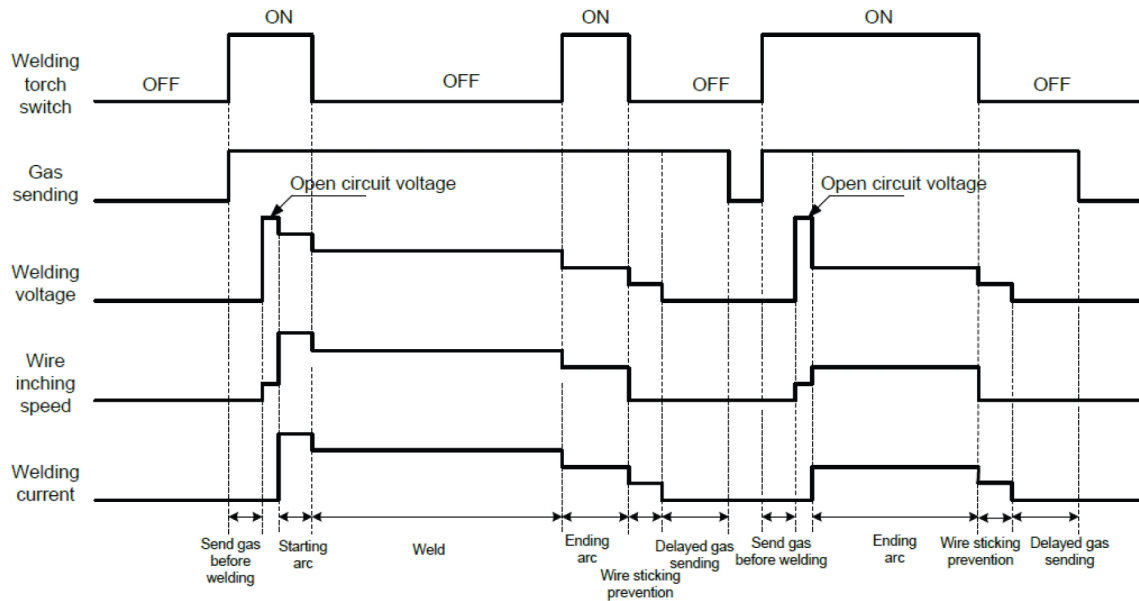 ON
ON
ON
Welding
torch
switch
OFF
OFF
OFF
OFF
Gas
sending
Open circuit voltage
Open circuit voltage
Welding
voltage
Wire
inching
speed
Welding
current
Send gas
before
welding
Starting
arc
Weld
Ending
arc
Wire sticking
prevention
Delayed gas
sending
Send gas
before welding
Ending
arc
Wire sticking
prevention
Delayed gas
sending